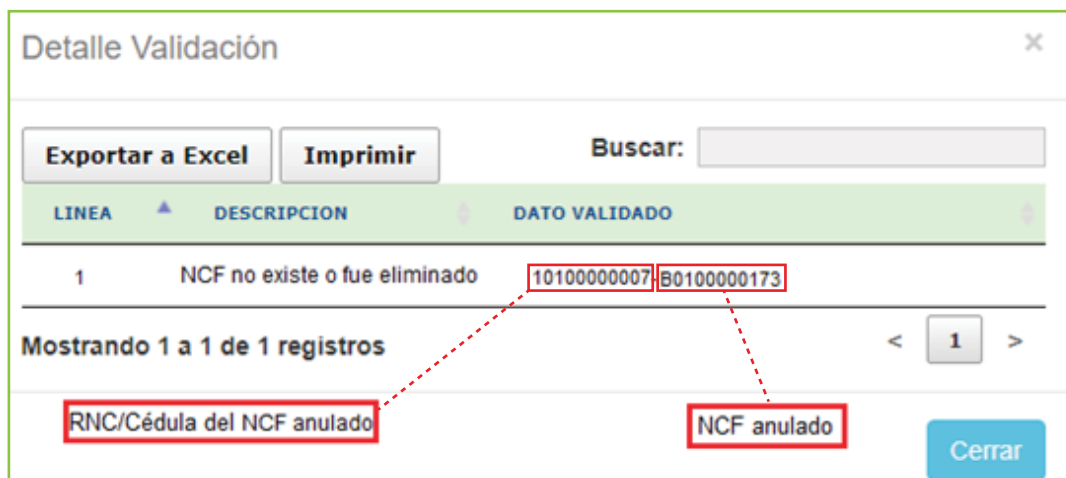 Detalle Validación ×
Exportar a Excel Imprimir Buscar:
LINEA DESCRIPCION DATO VALIDADO
1 NCF no existe o fue eliminado 10100000007-B0100000173
Mostrando 1 a 1 de 1 registros < 1 >
RNC/Cédula del NCF anulado NCF anulado
Cerrar